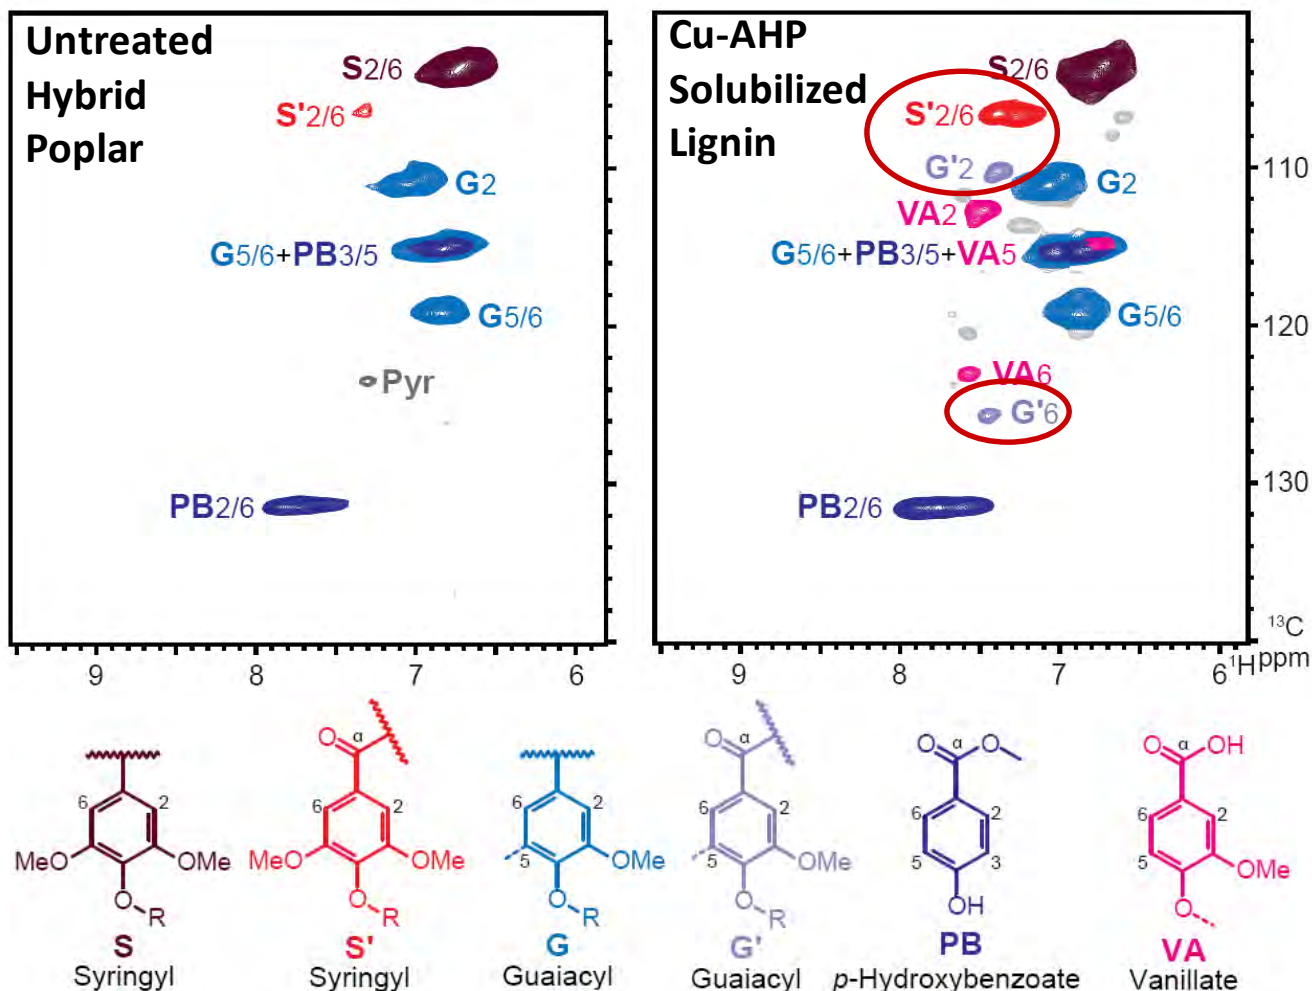 Untreated
Hybrid
Poplar
S2/6
S'2/6
G2
G5/6+PB3/5
G5/6
Pyr
PB2/6
9 8 7 6
Cu-AHP
Solubilized
Lignin
S2/6
S'2/6
G'2
G2
VA2
G5/6+PB3/5+VA5
G5/6
VA6
G'6
PB2/6
110
120
130
13C
1H ppm
9 8 7 6
O α
6 2
MeO OMe
O R
S
Syringyl
6 2
MeO OMe
O R
S'
Syringyl
6 2
5 OMe
O R
G
Guaiacyl
O α
6 2
5 OMe
O R
G'
Guaiacyl
O α O
6 2
5 3
OH
PB
p-Hydroxybenzoate
O α OH
6 2
5 OMe
O
VA
Vanillate